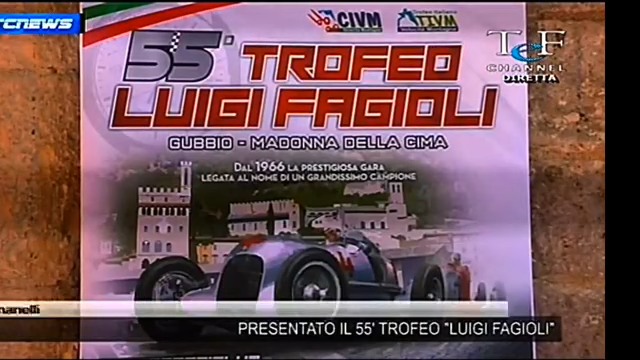 TCNEWS
CIVM
TIVM
TeF
CHANNEL
DIRETTA
55° TROFEO
LUIGI FAGIOLI
GUBBIO - MADONNA DELLA CIMA
DAL 1966 LA PRESTIGIOSA GARA
LEGATA AL NOME DI UN GRANDISSIMO CAMPIONE
manelli
PRESENTATO IL 55' TROFEO "LUIGI FAGIOLI"